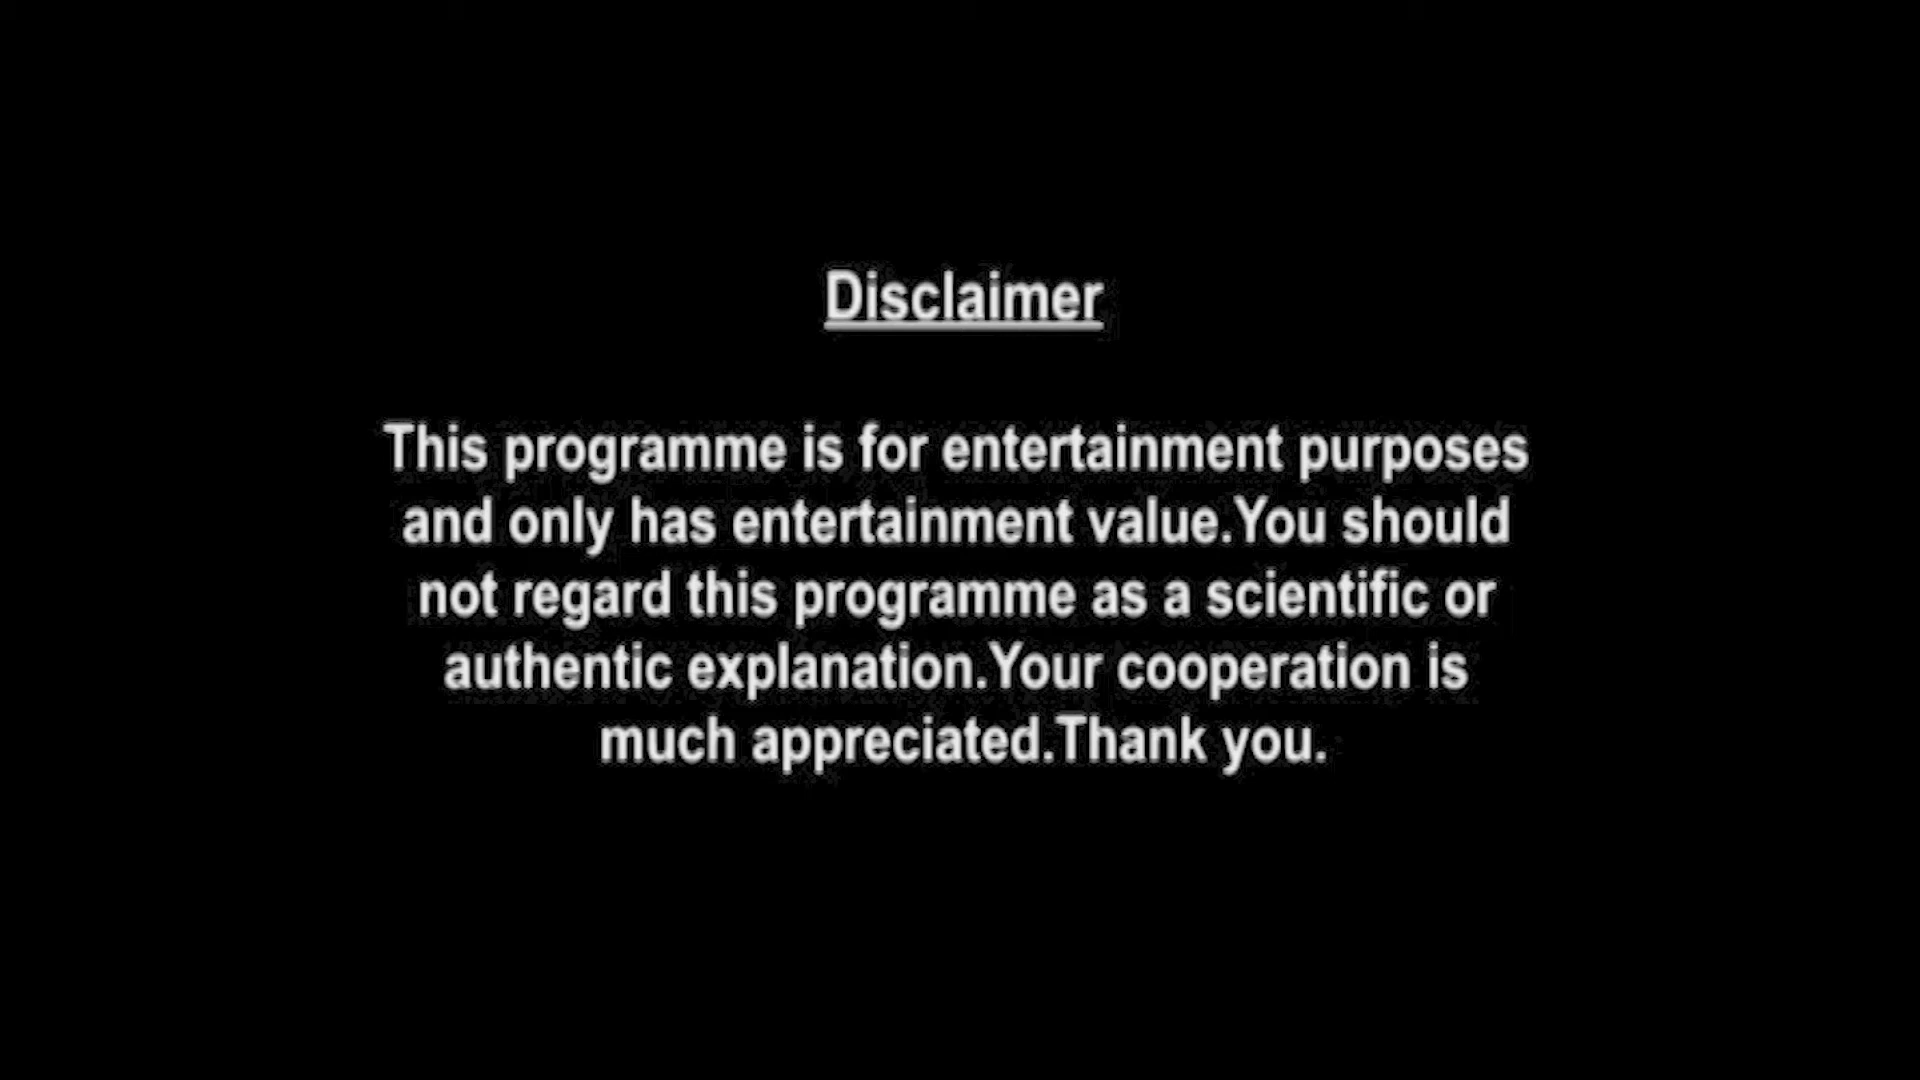 Disclaimer
This programme is for entertainment purposes
and only has entertainment value.You should
not regard this programme as a scientific or
authentic explanation.Your cooperation is
much appreciated.Thank you.